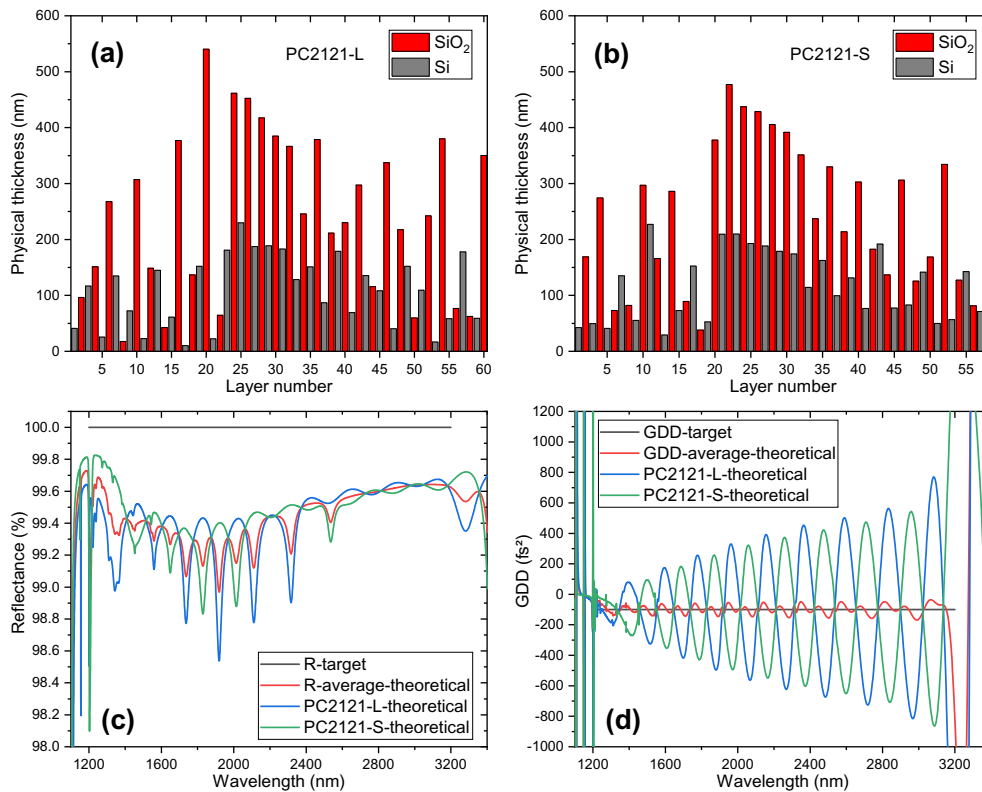 (a)
PC2121-L
SiO₂
Si
Physical thickness (nm)
600
500
400
300
200
100
0
5 10 15 20 25 30 35 40 45 50 55 60
Layer number
(b)
PC2121-S
SiO₂
Si
Physical thickness (nm)
600
500
400
300
200
100
0
5 10 15 20 25 30 35 40 45 50 55
Layer number
Reflectance (%)
100.0
99.8
99.6
99.4
99.2
99.0
98.8
98.6
98.4
98.2
98.0
R-target
R-average-theoretical
PC2121-L-theoretical
PC2121-S-theoretical
(c)
1200 1600 2000 2400 2800 3200
Wavelength (nm)
GDD (fs²)
1200
1000
800
600
400
200
0
-200
-400
-600
-800
-1000
GDD-target
GDD-average-theoretical
PC2121-L-theoretical
PC2121-S-theoretical
(d)
1200 1600 2000 2400 2800 3200
Wavelength (nm)